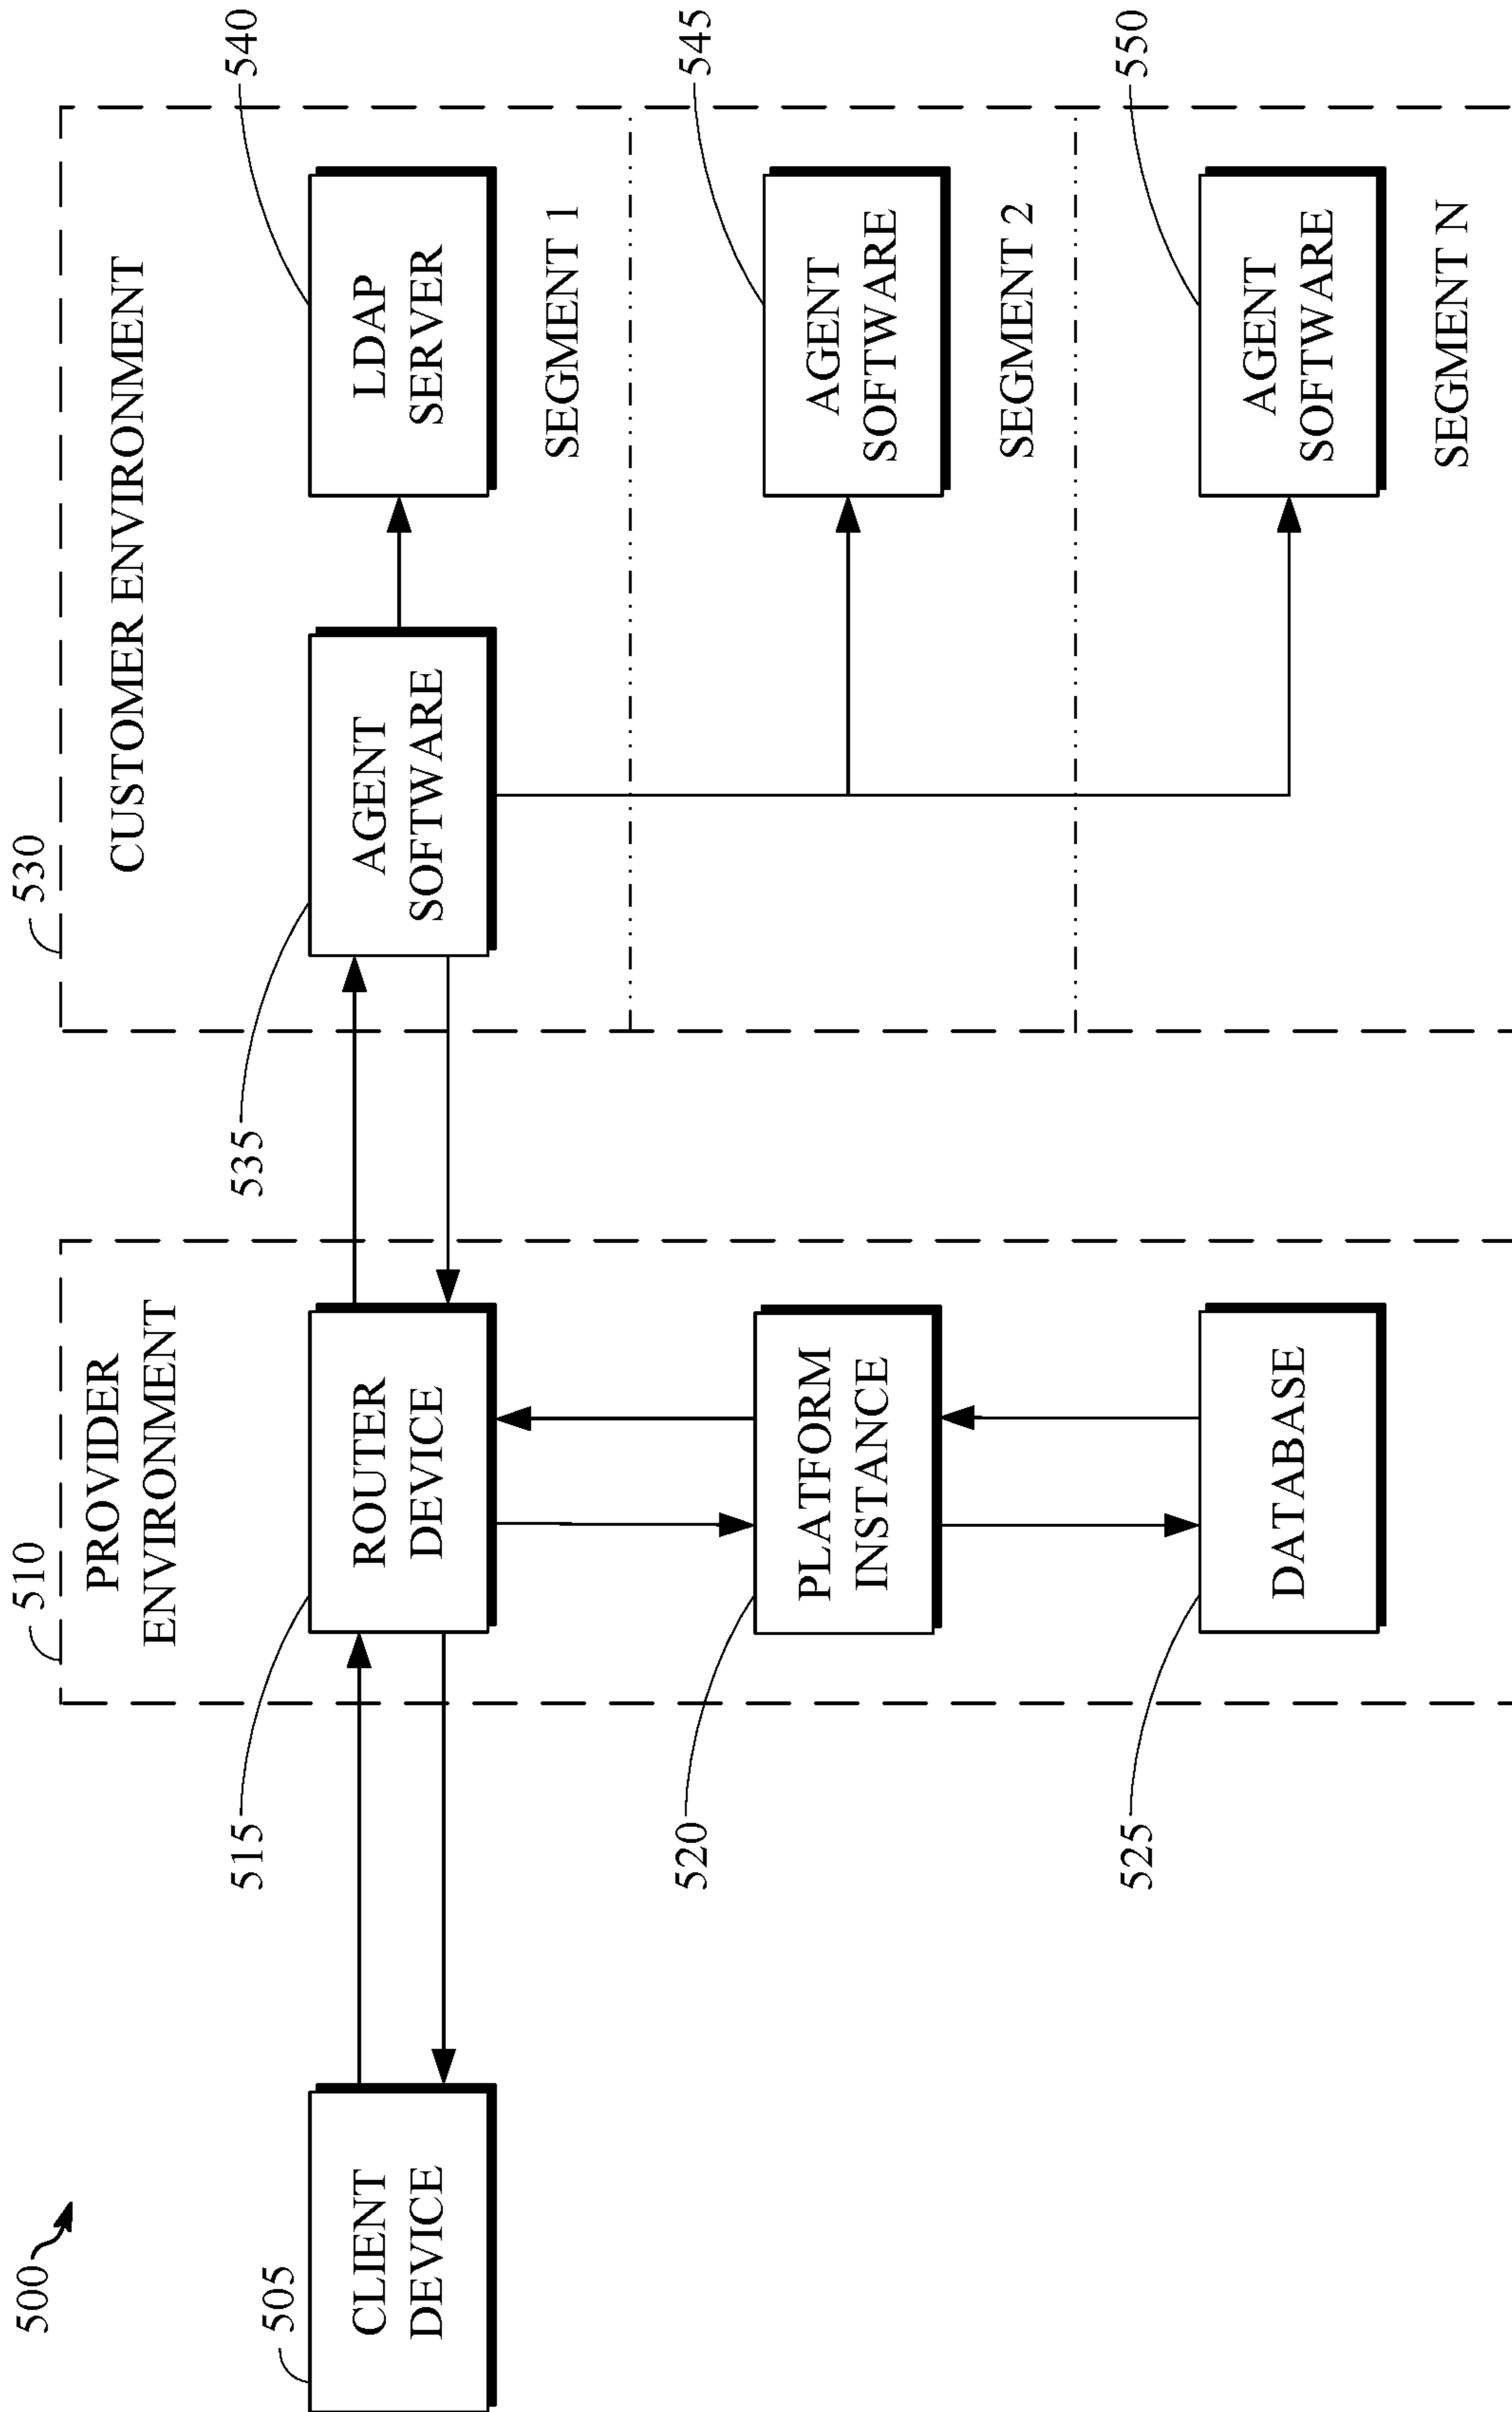 500
505
CLIENT
DEVICE
510
PROVIDER
ENVIRONMENT
515
ROUTER
DEVICE
520
PLATFORM
INSTANCE
525
DATABASE
530
CUSTOMER ENVIRONMENT
535
AGENT
SOFTWARE
540
LDAP
SERVER
SEGMENT 1
545
AGENT
SOFTWARE
SEGMENT 2
550
AGENT
SOFTWARE
SEGMENT N